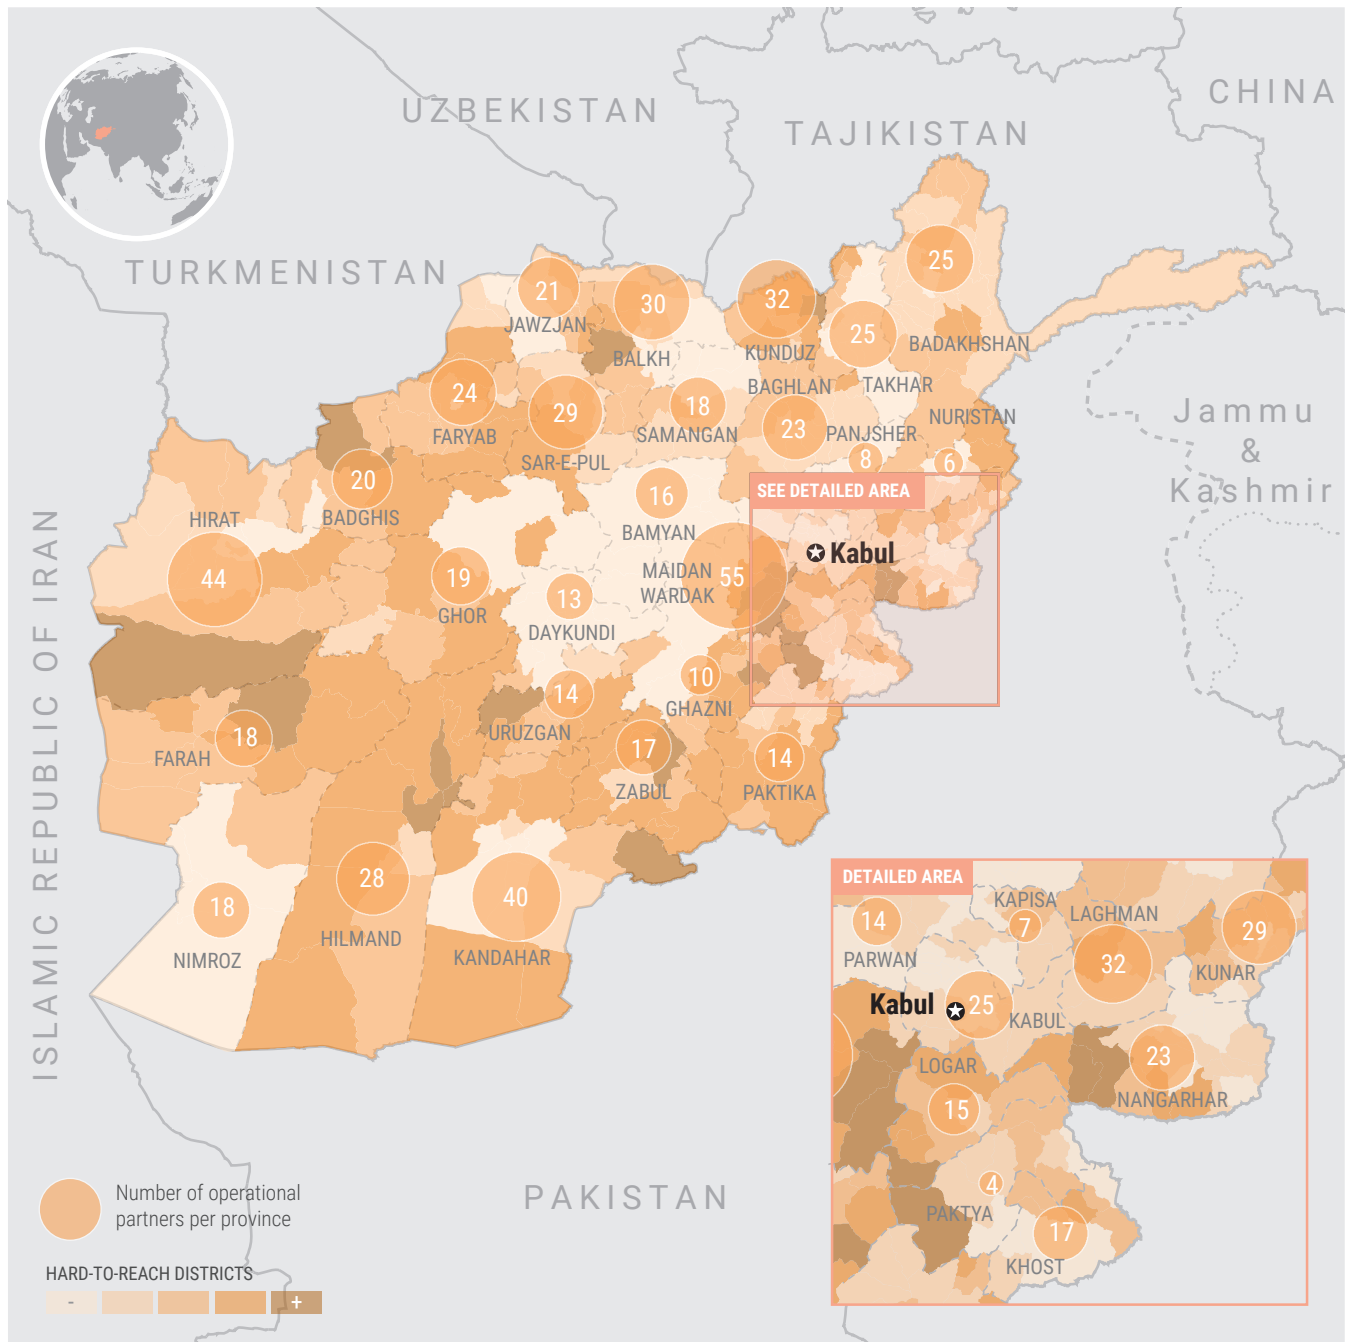 UZBEKISTAN
CHINA
TAJIKISTAN
TURKMENISTAN
25
21
30
32
JAWZJAN
25
BALKH
KUNDUZ
BADAKHSHAN
24
BAGHLAN
TAKHAR
29
18
NURISTAN
Jammu
&
Kashmir
FARYAB
SAMANGAN
23
PANJSHER
SAR-E-PUL
8
6
20
16
SEE DETAILED AREA
HIRAT
BADGHIS
BAMYAN
Kabul
44
19
13
MAIDAN
WARDAK
55
GHOR
DAYKUNDI
ISLAMIC REPUBLIC OF IRAN
14
10
GHAZNI
URUZGAN
18
FARAH
17
14
ZABUL
PAKTIKA
28
40
18
HILMAND
KANDAHAR
NIMROZ
DETAILED AREA
KAPISA
14
7
LAGHMAN
29
PARWAN
32
KUNAR
Kabul
25
KABUL
LOGAR
23
15
NANGARHAR
4
PAKTYA
17
KHOST
PAKISTAN
Number of operational
partners per province
HARD-TO-REACH DISTRICTS
- +